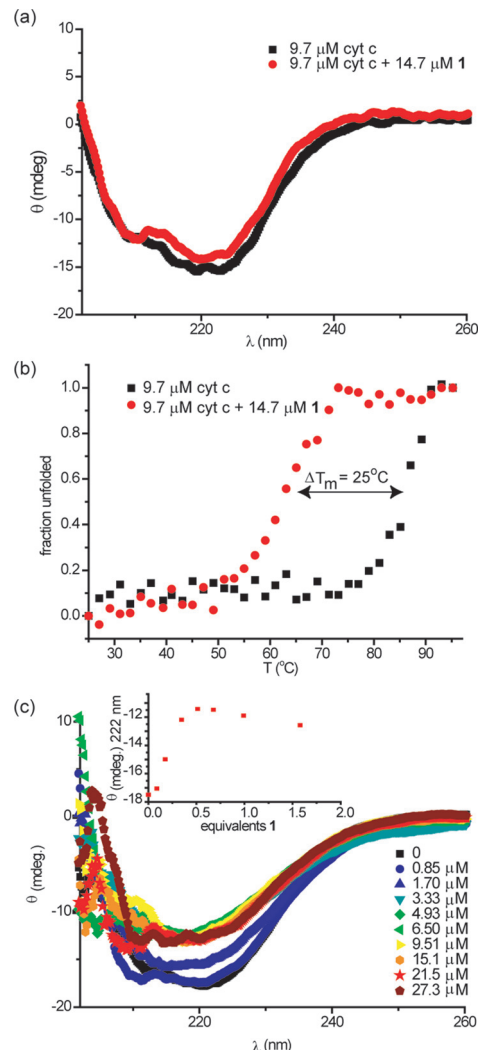 (a)
10
5
0
-5
-10
-15
-20
θ (mdeg)
9.7 µM cyt c
9.7 µM cyt c + 14.7 µM 1
220
240
260
λ (nm)
(b)
1.0
0.8
0.6
0.4
0.2
0.0
fraction unfolded
9.7 µM cyt c
9.7 µM cyt c + 14.7 µM 1
ΔTm = 25°C
30
40
50
60
70
80
90
T (°C)
(c)
10
0
-10
-20
θ (mdeg.)
-12
-14
-16
-18
θ (mdeg.) 222 nm
0.0
0.5
1.0
1.5
2.0
equivalents 1
0
0.85 µM
1.70 µM
3.33 µM
4.93 µM
6.50 µM
9.51 µM
15.1 µM
21.5 µM
27.3 µM
220
240
260
λ (nm)